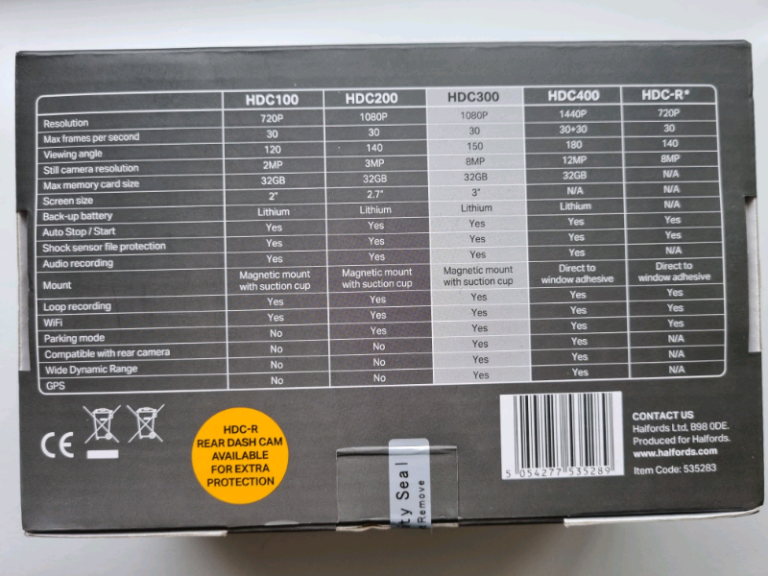 HDC100 HDC200 HDC300 HDC400 HDC-R*
Resolution 720P 1080P 1080P 1440P 720P
Max frames per second 30 30 30 30+30 30
Viewing angle 120 140 150 180 140
Still camera resolution 2MP 3MP 8MP 12MP 8MP
Max memory card size 32GB 32GB 32GB 32GB N/A
Screen size 2" 2.7" 3" N/A N/A
Back-up battery Lithium Lithium Lithium Lithium N/A
Auto Stop / Start Yes Yes Yes Yes Yes
Shock sensor file protection Yes Yes Yes Yes Yes
Audio recording Yes Yes Yes Yes N/A
Mount Magnetic mount with suction cup Magnetic mount with suction cup Magnetic mount with suction cup Direct to window adhesive Direct to window adhesive
Loop recording Yes Yes Yes Yes Yes
WiFi Yes Yes Yes Yes Yes
Parking mode No Yes Yes Yes Yes
Compatible with rear camera No No Yes Yes N/A
Wide Dynamic Range No No Yes Yes N/A
GPS No No Yes Yes N/A
CE
HDC-R
REAR DASH CAM
AVAILABLE
FOR EXTRA
PROTECTION
ty Seal
Remove
5 054277 535289
CONTACT US
Halfords Ltd, B98 0DE.
Produced for Halfords.
www.halfords.com
Item Code: 535283